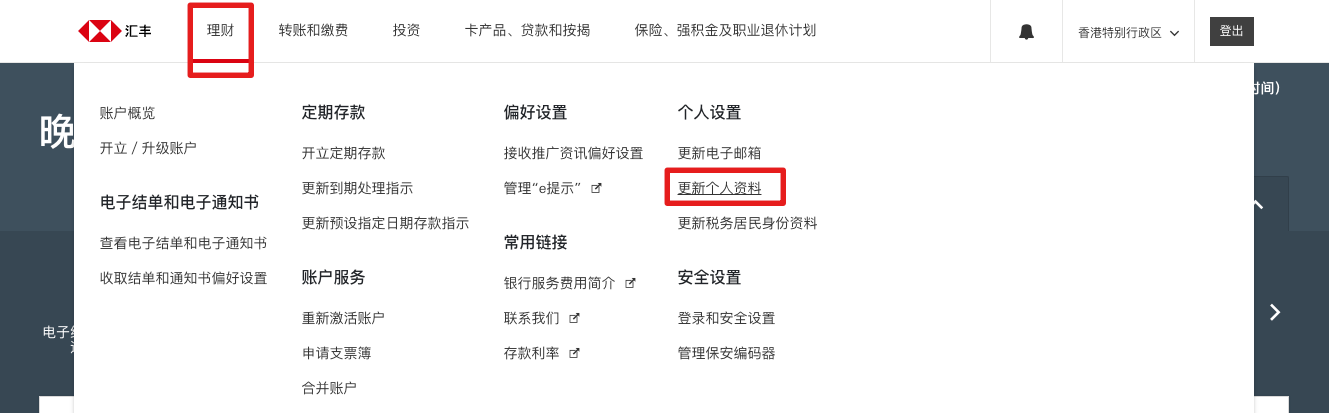 汇丰
理财
转账和缴费
投资
卡产品、贷款和按揭
保险、强积金及职业退休计划
香港特别行政区
登出
时间)
晚
账户概览
开立 / 升级账户
电子结单和电子通知书
查看电子结单和电子通知书
收取结单和通知书偏好设置
定期存款
开立定期存款
更新到期处理指示
更新预设指定日期存款指示
账户服务
重新激活账户
申请支票簿
合并账户
偏好设置
接收推广资讯偏好设置
管理“e提示”
常用链接
银行服务费用简介
联系我们
存款利率
个人设置
更新电子邮箱
更新个人资料
更新税务居民身份资料
安全设置
登录和安全设置
管理保安编码器
电子